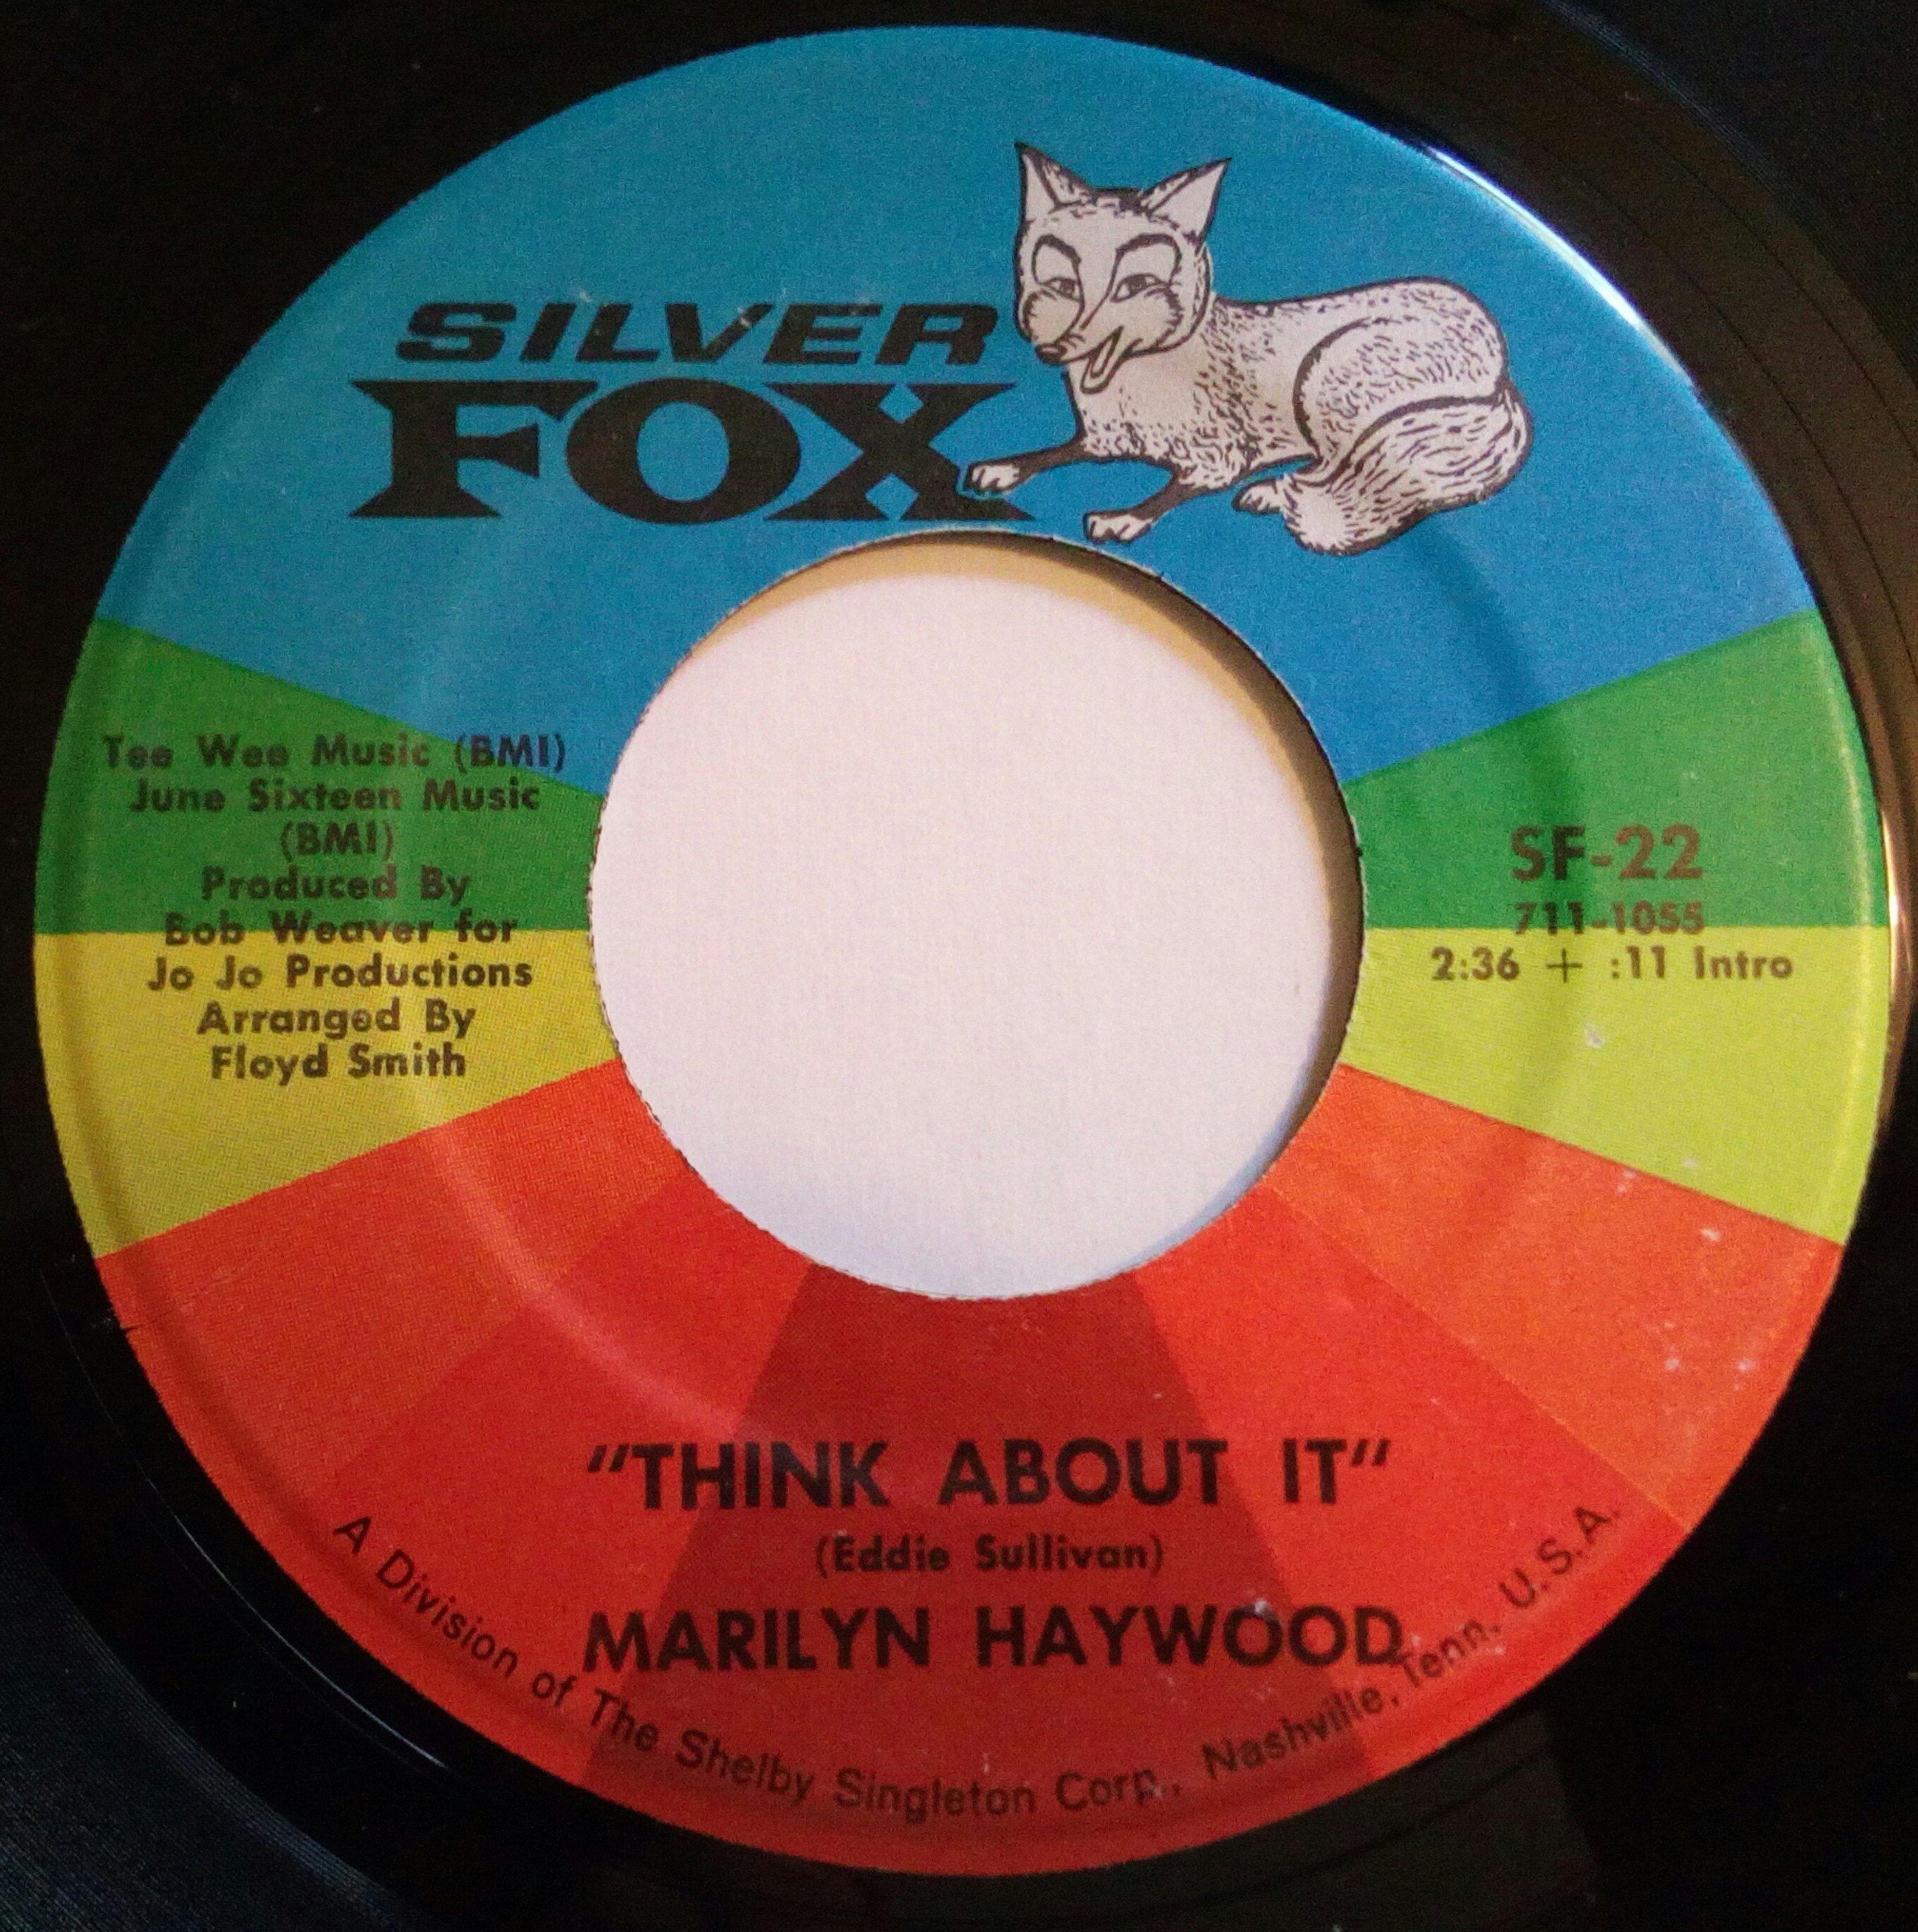 SILVER
FOX
Tee Wee Music (BMI)
June Sixteen Music
(BMI)
Produced By
Bob Weaver for
Jo Jo Productions
Arranged By
Floyd Smith
SF-22
711-1055
2:36 + :11 Intro
"THINK ABOUT IT"
(Eddie Sullivan)
MARILYN HAYWOOD
A Division of The Shelby Singleton Corp., Nashville, Tenn. U.S.A.